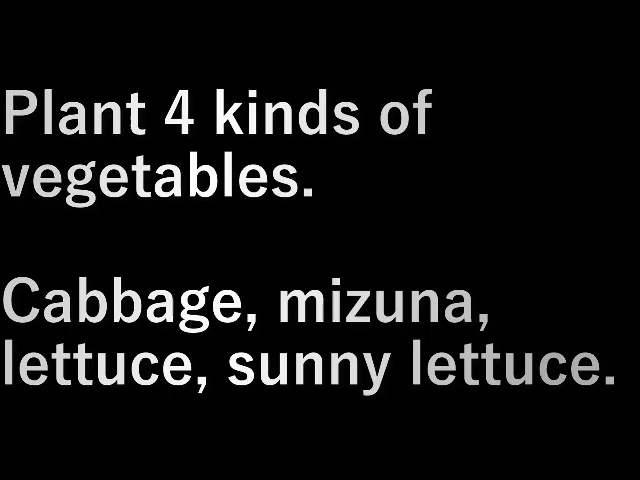 Plant 4 kinds of
vegetables.
Cabbage, mizuna,
lettuce, sunny lettuce.